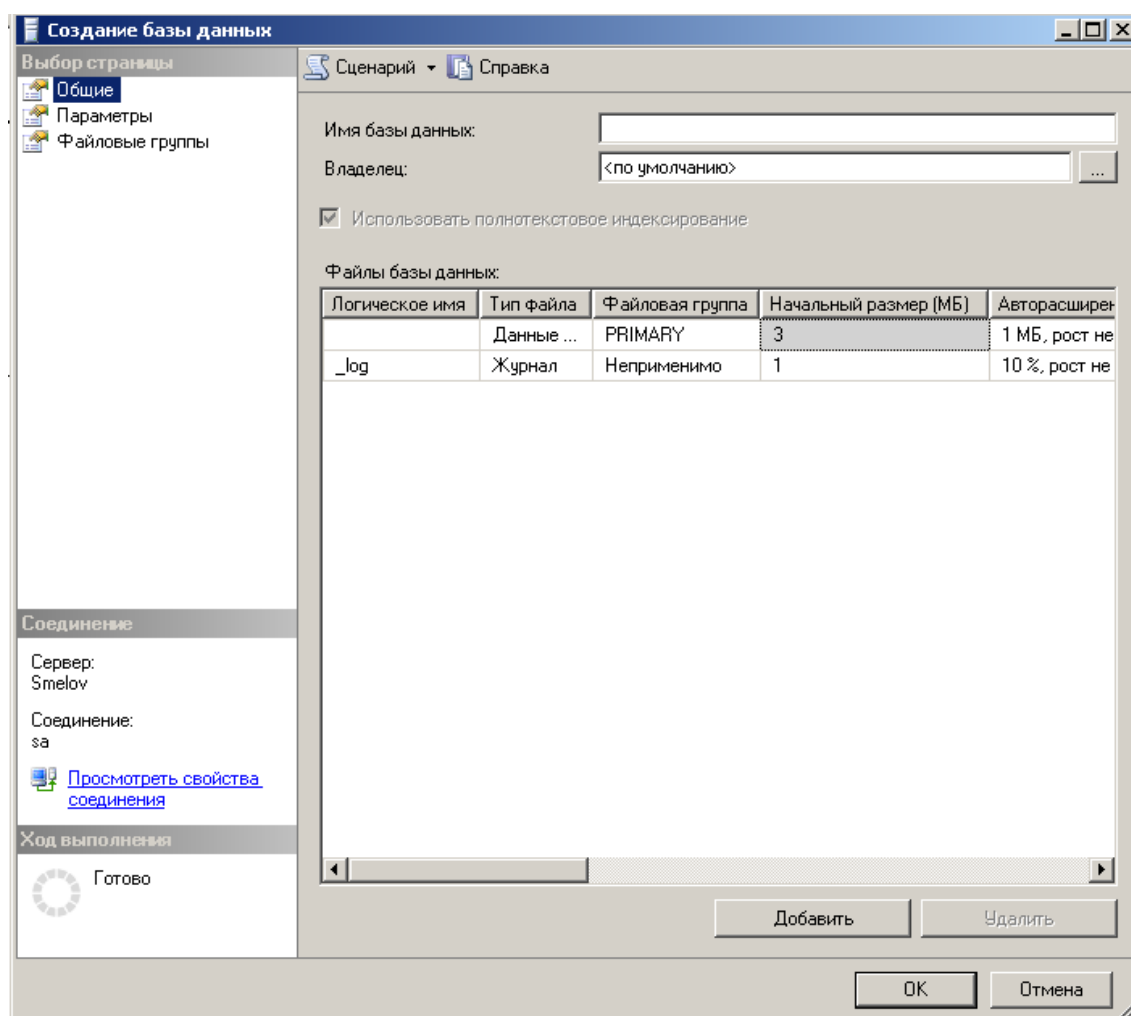 Создание базы данных
Выбор страницы
Общие
Параметры
Файловые группы
Сценарий
Справка
Имя базы данных:
Владелец:
<по умолчанию>
...
Использовать полнотекстовое индексирование
Файлы базы данных:
Логическое имя Тип файла Файловая группа Начальный размер (МБ) Авторасширен
Данные ... PRIMARY 3 1 МБ, рост не
_log Журнал Неприменимо 1 10 %, рост не
Соединение
Сервер:
Smelov
Соединение:
sa
Просмотреть свойства
соединения
Ход выполнения
Готово
Добавить
Удалить
OK
Отмена